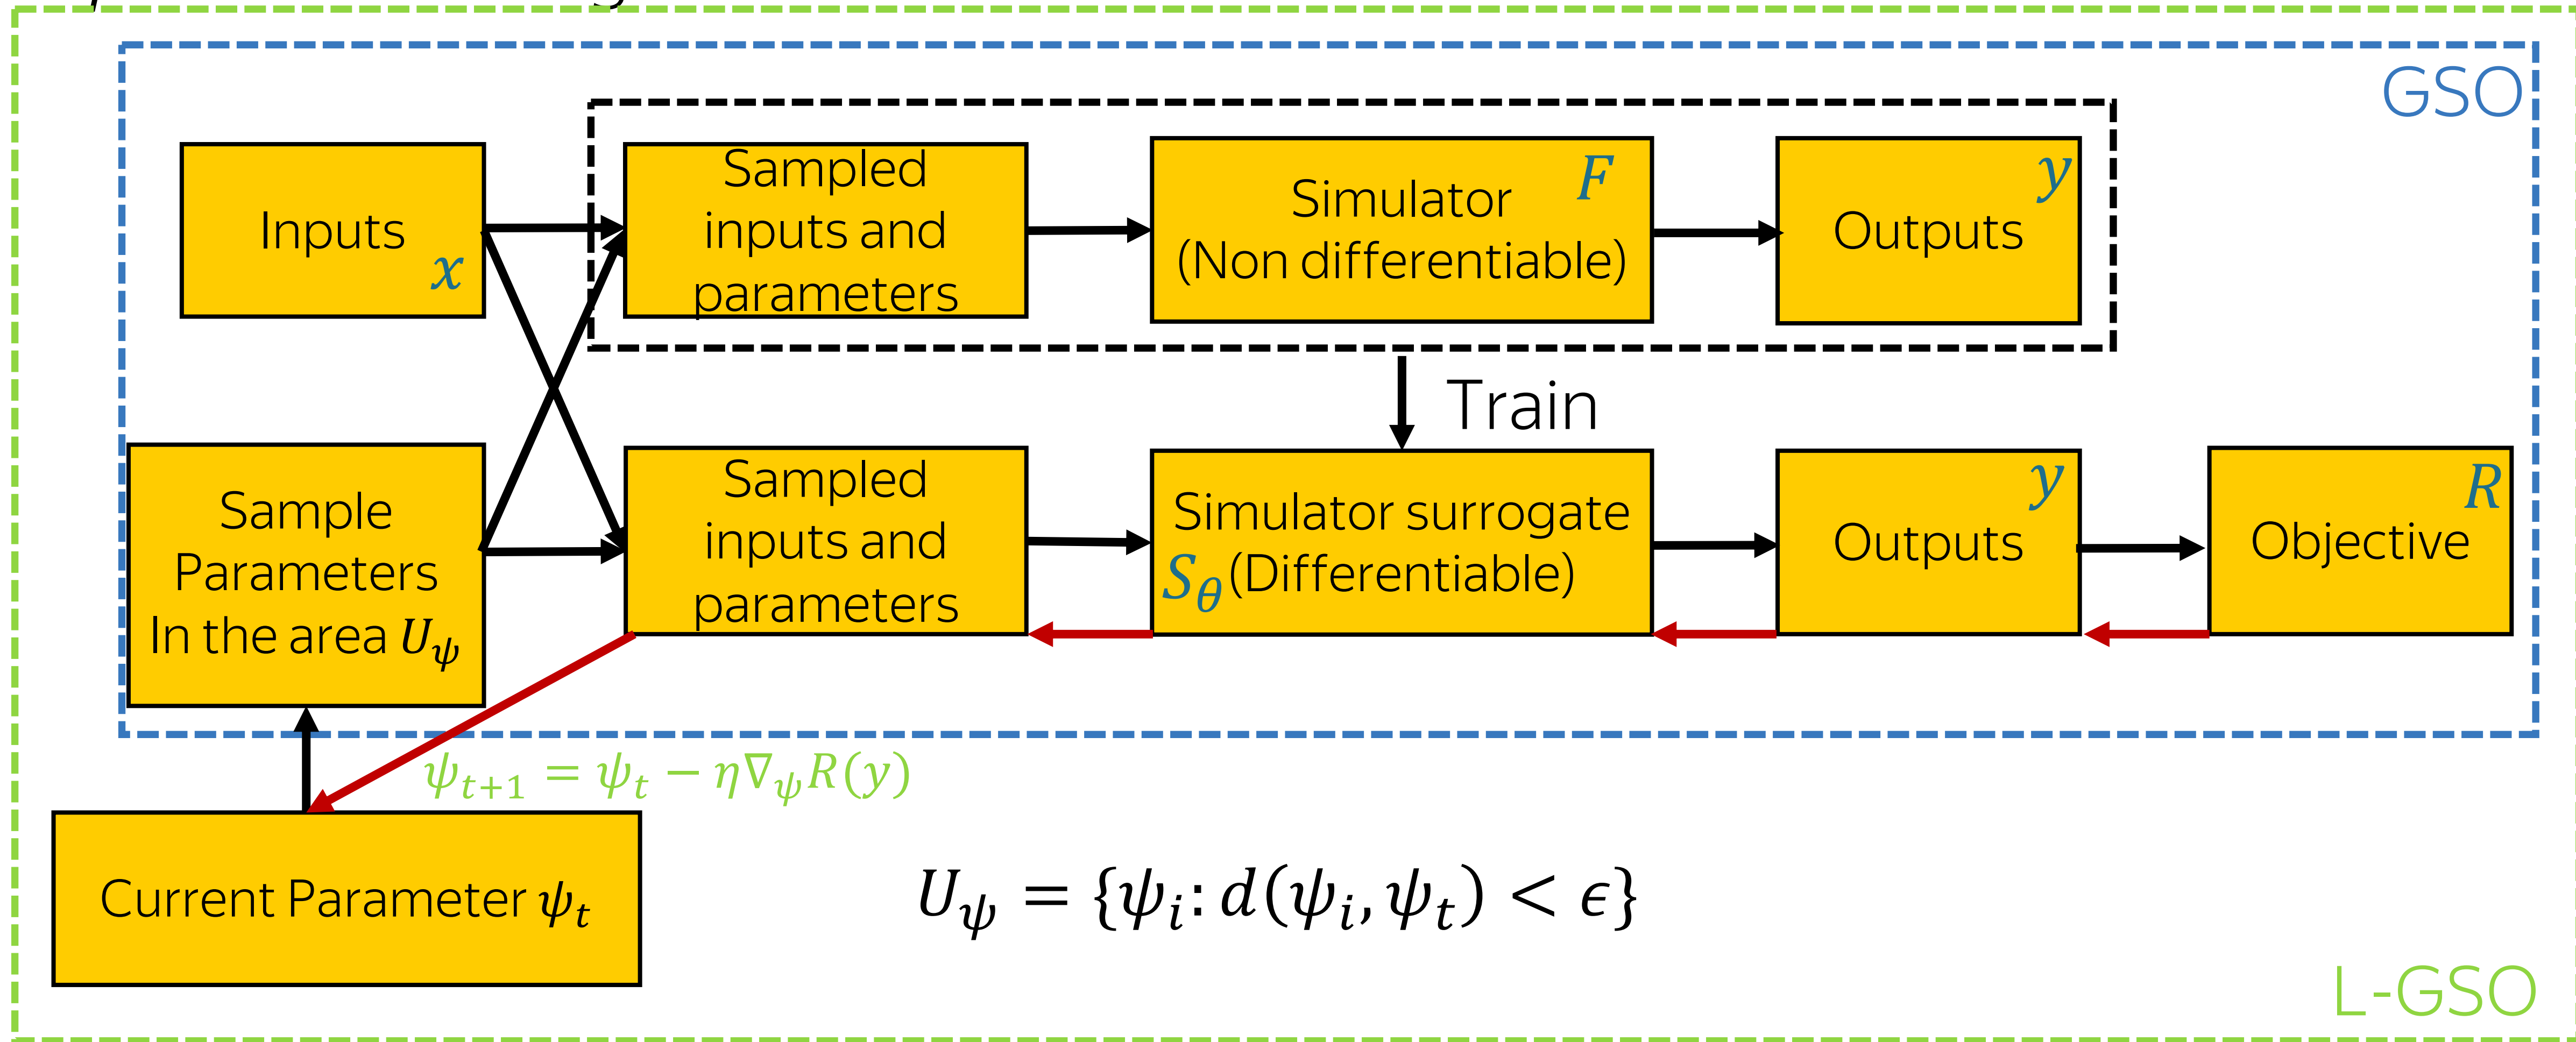 GSO
Inputs
x
Sampled
inputs and
parameters
Simulator
F
(Non differentiable)
Outputs
y
Train
Sample
Parameters
In the area U_ψ
Sampled
inputs and
parameters
Simulator surrogate
S_θ (Differentiable)
Outputs
y
Objective
R
ψ_{t+1} = ψ_t − η∇_ψ R(y)
Current Parameter ψ_t
U_ψ = {ψ_i: d(ψ_i, ψ_t) < ϵ}
L-GSO